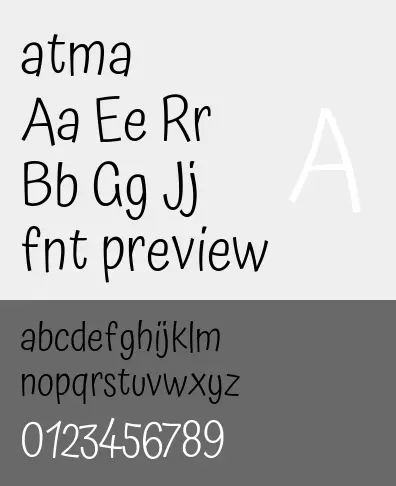 atma
Aa Ee Rr
A
Bb Gg Jj
fnt preview
abcdefghijklm
nopqrstuvwxyz
0123456789